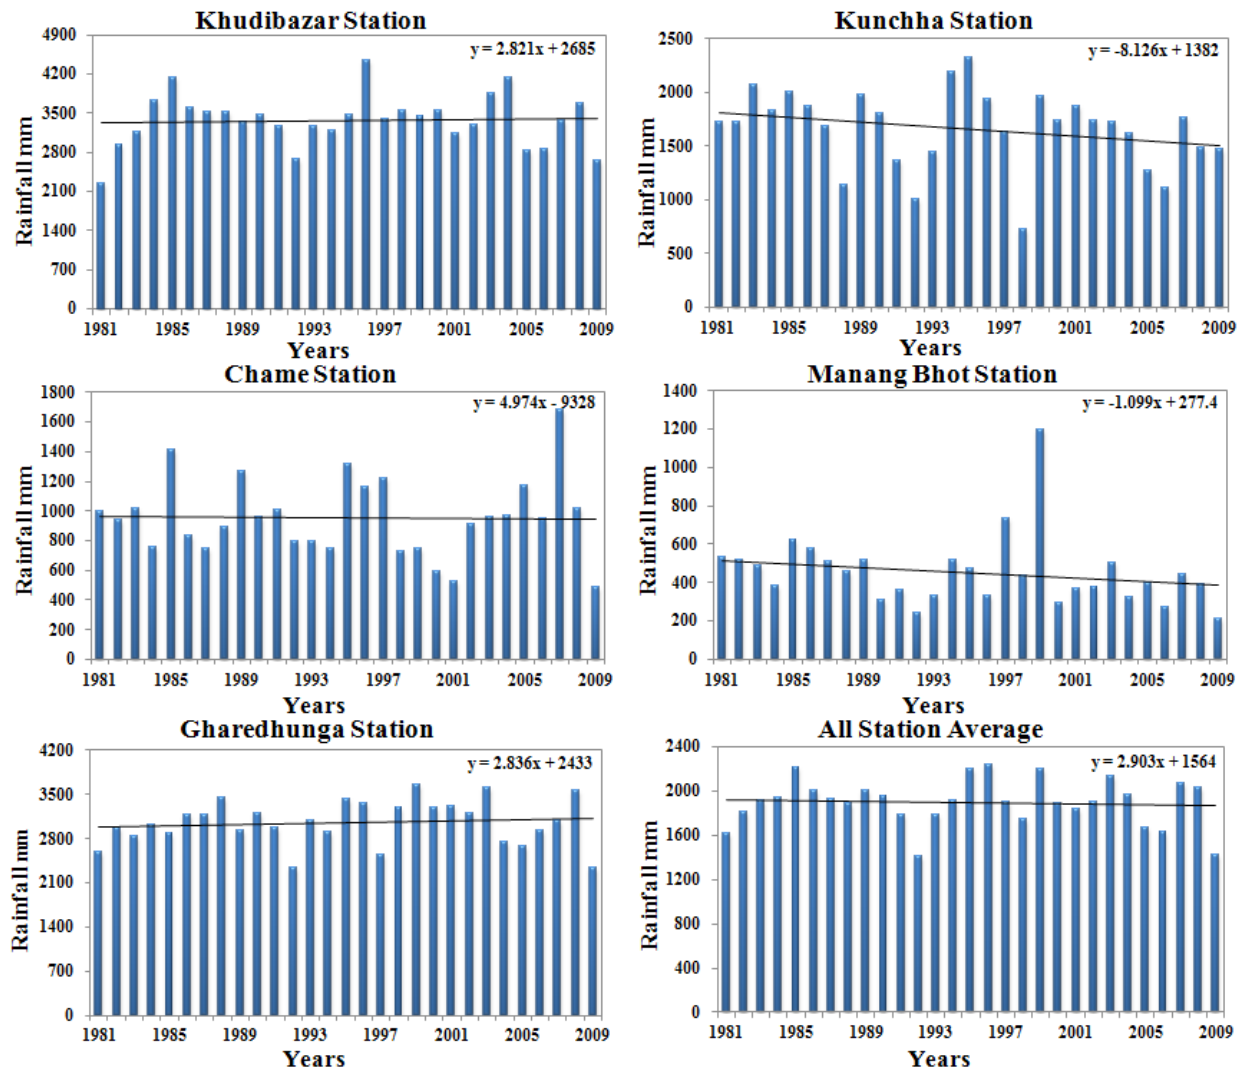 Khudibazar Station
y = 2.821x + 2685
Rainfall mm
4900
4200
3500
2800
2100
1400
700
0
1981 1985 1989 1993 1997 2001 2005 2009
Years
Kunchha Station
y = -8.126x + 1382
Rainfall mm
2500
2000
1500
1000
500
0
1981 1985 1989 1993 1997 2001 2005 2009
Years
Chame Station
y = 4.974x - 9328
Rainfall mm
1800
1600
1400
1200
1000
800
600
400
200
0
1981 1985 1989 1993 1997 2001 2005 2009
Years
Manang Bhot Station
y = -1.099x + 277.4
Rainfall mm
1400
1200
1000
800
600
400
200
0
1981 1985 1989 1993 1997 2001 2005 2009
Years
Gharedhunga Station
y = 2.836x + 2433
Rainfall mm
4200
3500
2800
2100
1400
700
0
1981 1985 1989 1993 1997 2001 2005 2009
Years
All Station Average
y = 2.903x + 1564
Rainfall mm
2400
2000
1600
1200
800
400
0
1981 1985 1989 1993 1997 2001 2005 2009
Years